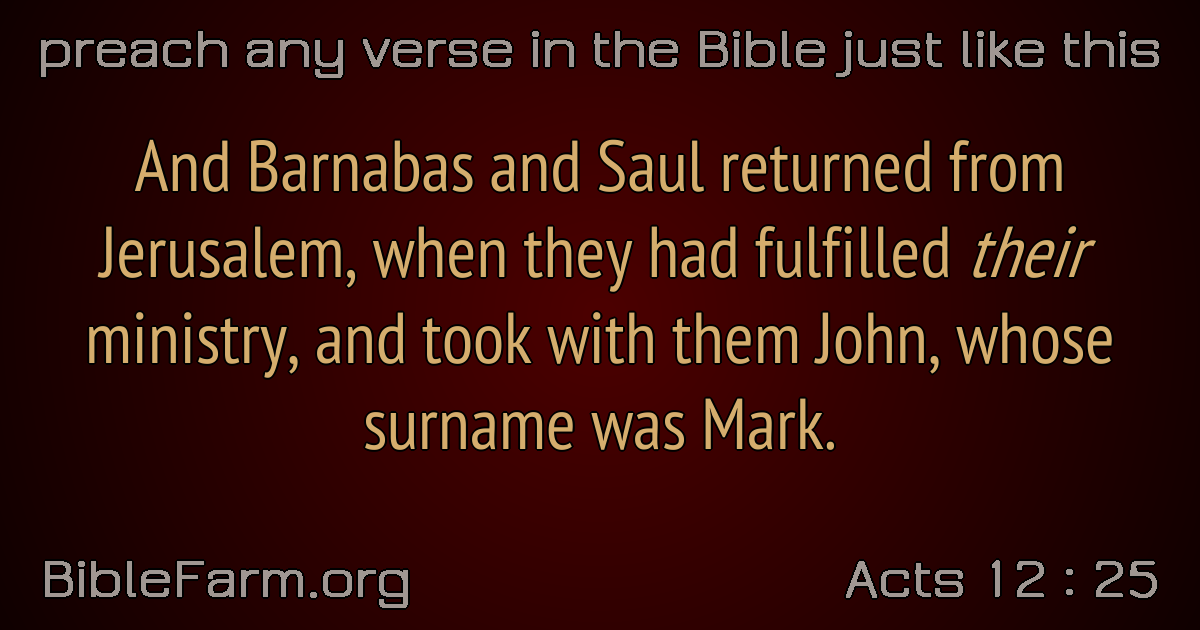 preach any verse in the Bible just like this
And Barnabas and Saul returned from
Jerusalem, when they had fulfilled their
ministry, and took with them John, whose
surname was Mark.
BibleFarm.org
Acts 12 : 25